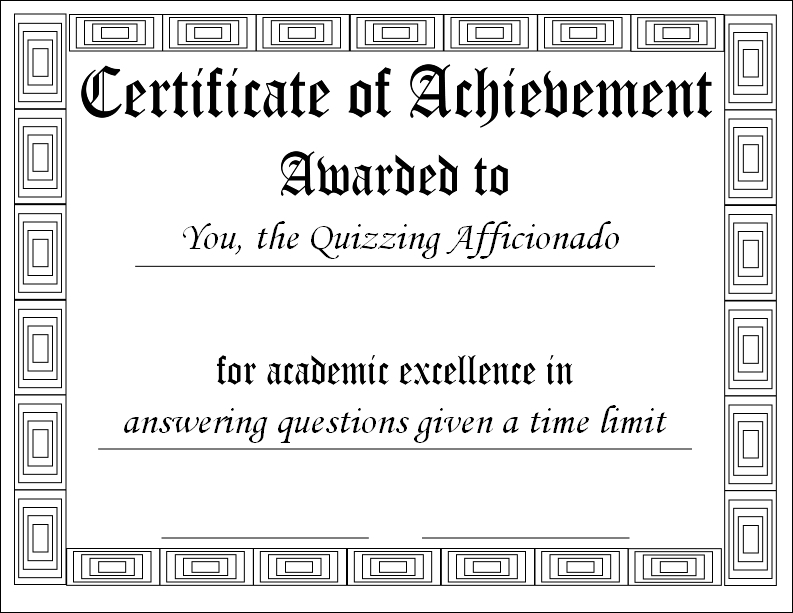 Certificate of Achievement
Awarded to
You, the Quizzing Afficionado
for academic excellence in
answering questions given a time limit